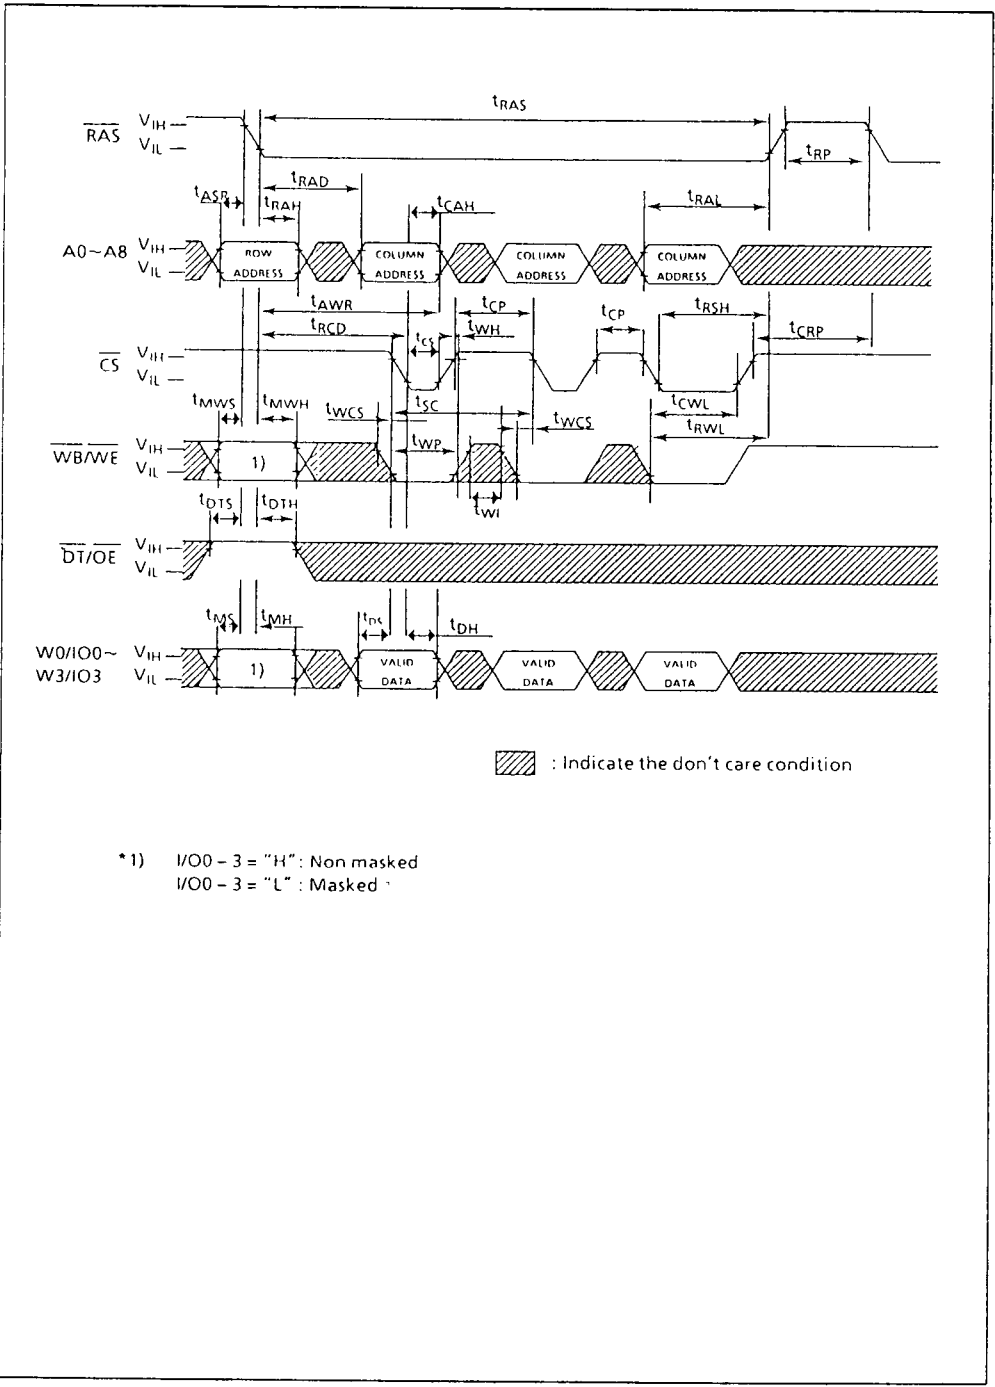 tRAS
RAS VIH
VIL
tRP
tASR tRAD
tRAH tCAH tRAL
A0~A8 VIH
VIL
ROW ADDRESS
COLUMN ADDRESS
COLUMN ADDRESS
COLUMN ADDRESS
tAWR tCP tRSH
tRCD tCS tWH tCP tCRP
CS VIH
VIL
tMWS tMWH tWCS tSC tWCS tCWL
tWP tRWL
WB/WE VIH
VIL
1)
tWI
tDTS tDTH
DT/OE VIH
VIL
tMS tMH tDS tDH
W0/IO0~ VIH
W3/IO3 VIL
1)
VALID DATA
VALID DATA
VALID DATA
: Indicate the don't care condition
*1) I/O0 – 3 = "H" : Non masked
I/O0 – 3 = "L" : Masked